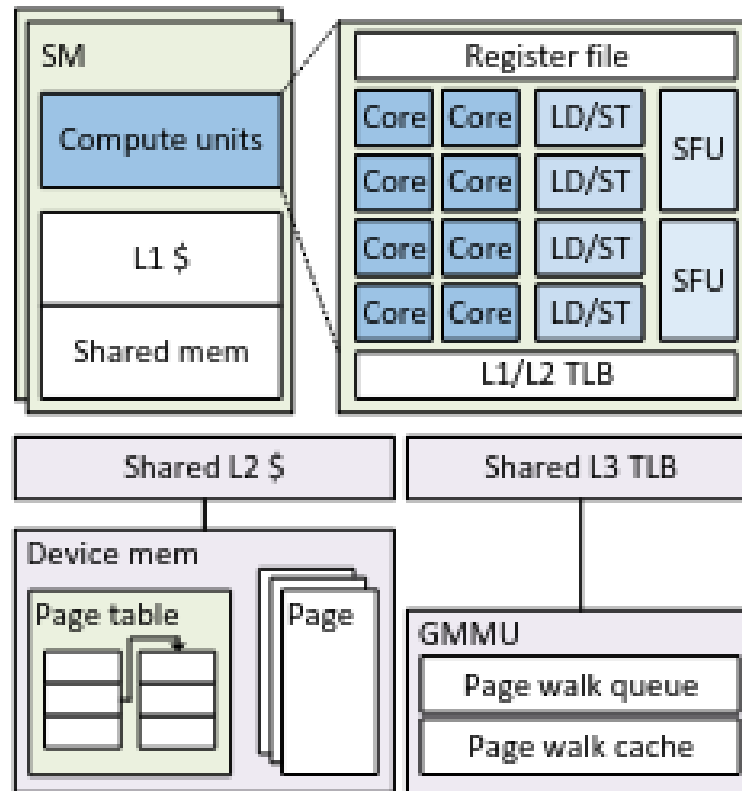 SM
Compute units
L1 $
Shared mem
Register file
Core Core LD/ST SFU
Core Core LD/ST
Core Core LD/ST SFU
Core Core LD/ST
L1/L2 TLB
Shared L2 $
Shared L3 TLB
Device mem
Page table
Page
GMMU
Page walk queue
Page walk cache